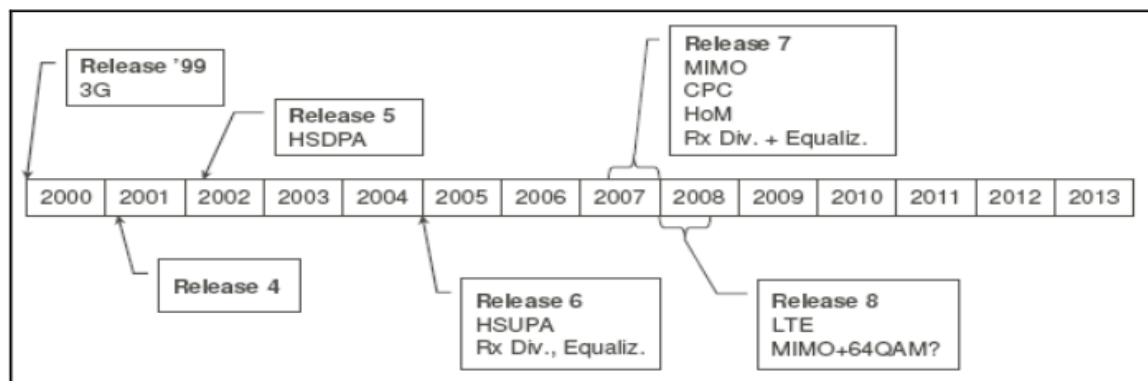 Release '99
3G
Release 5
HSDPA
Release 7
MIMO
CPC
HoM
Rx Div. + Equaliz.
2000 2001 2002 2003 2004 2005 2006 2007 2008 2009 2010 2011 2012 2013
Release 4
Release 6
HSUPA
Rx Div., Equaliz.
Release 8
LTE
MIMO+64QAM?